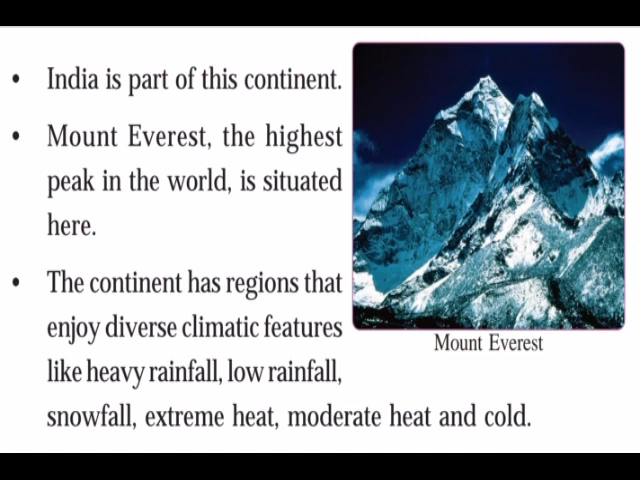 • India is part of this continent.
• Mount Everest, the highest
peak in the world, is situated
here.
• The continent has regions that
enjoy diverse climatic features
like heavy rainfall, low rainfall,
snowfall, extreme heat, moderate heat and cold.
Mount Everest